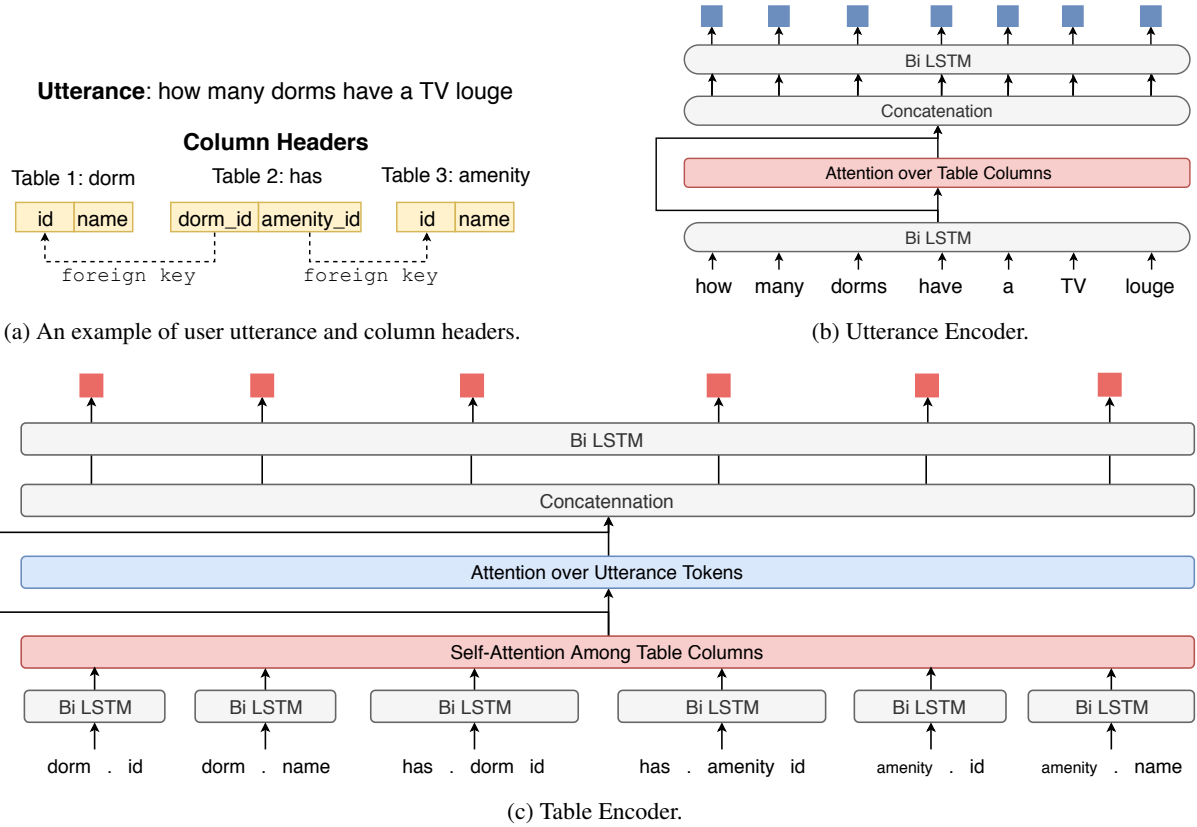 Utterance: how many dorms have a TV louge
Column Headers
Table 1: dorm Table 2: has Table 3: amenity
id name dorm_id amenity_id id name
foreign key foreign key
(a) An example of user utterance and column headers.
Bi LSTM
Concatenation
Attention over Table Columns
Bi LSTM
how many dorms have a TV louge
(b) Utterance Encoder.
Bi LSTM
Concatennation
Attention over Utterance Tokens
Self-Attention Among Table Columns
Bi LSTM Bi LSTM Bi LSTM Bi LSTM Bi LSTM Bi LSTM
dorm . id dorm . name has . dorm id has . amenity id amenity . id amenity . name
(c) Table Encoder.